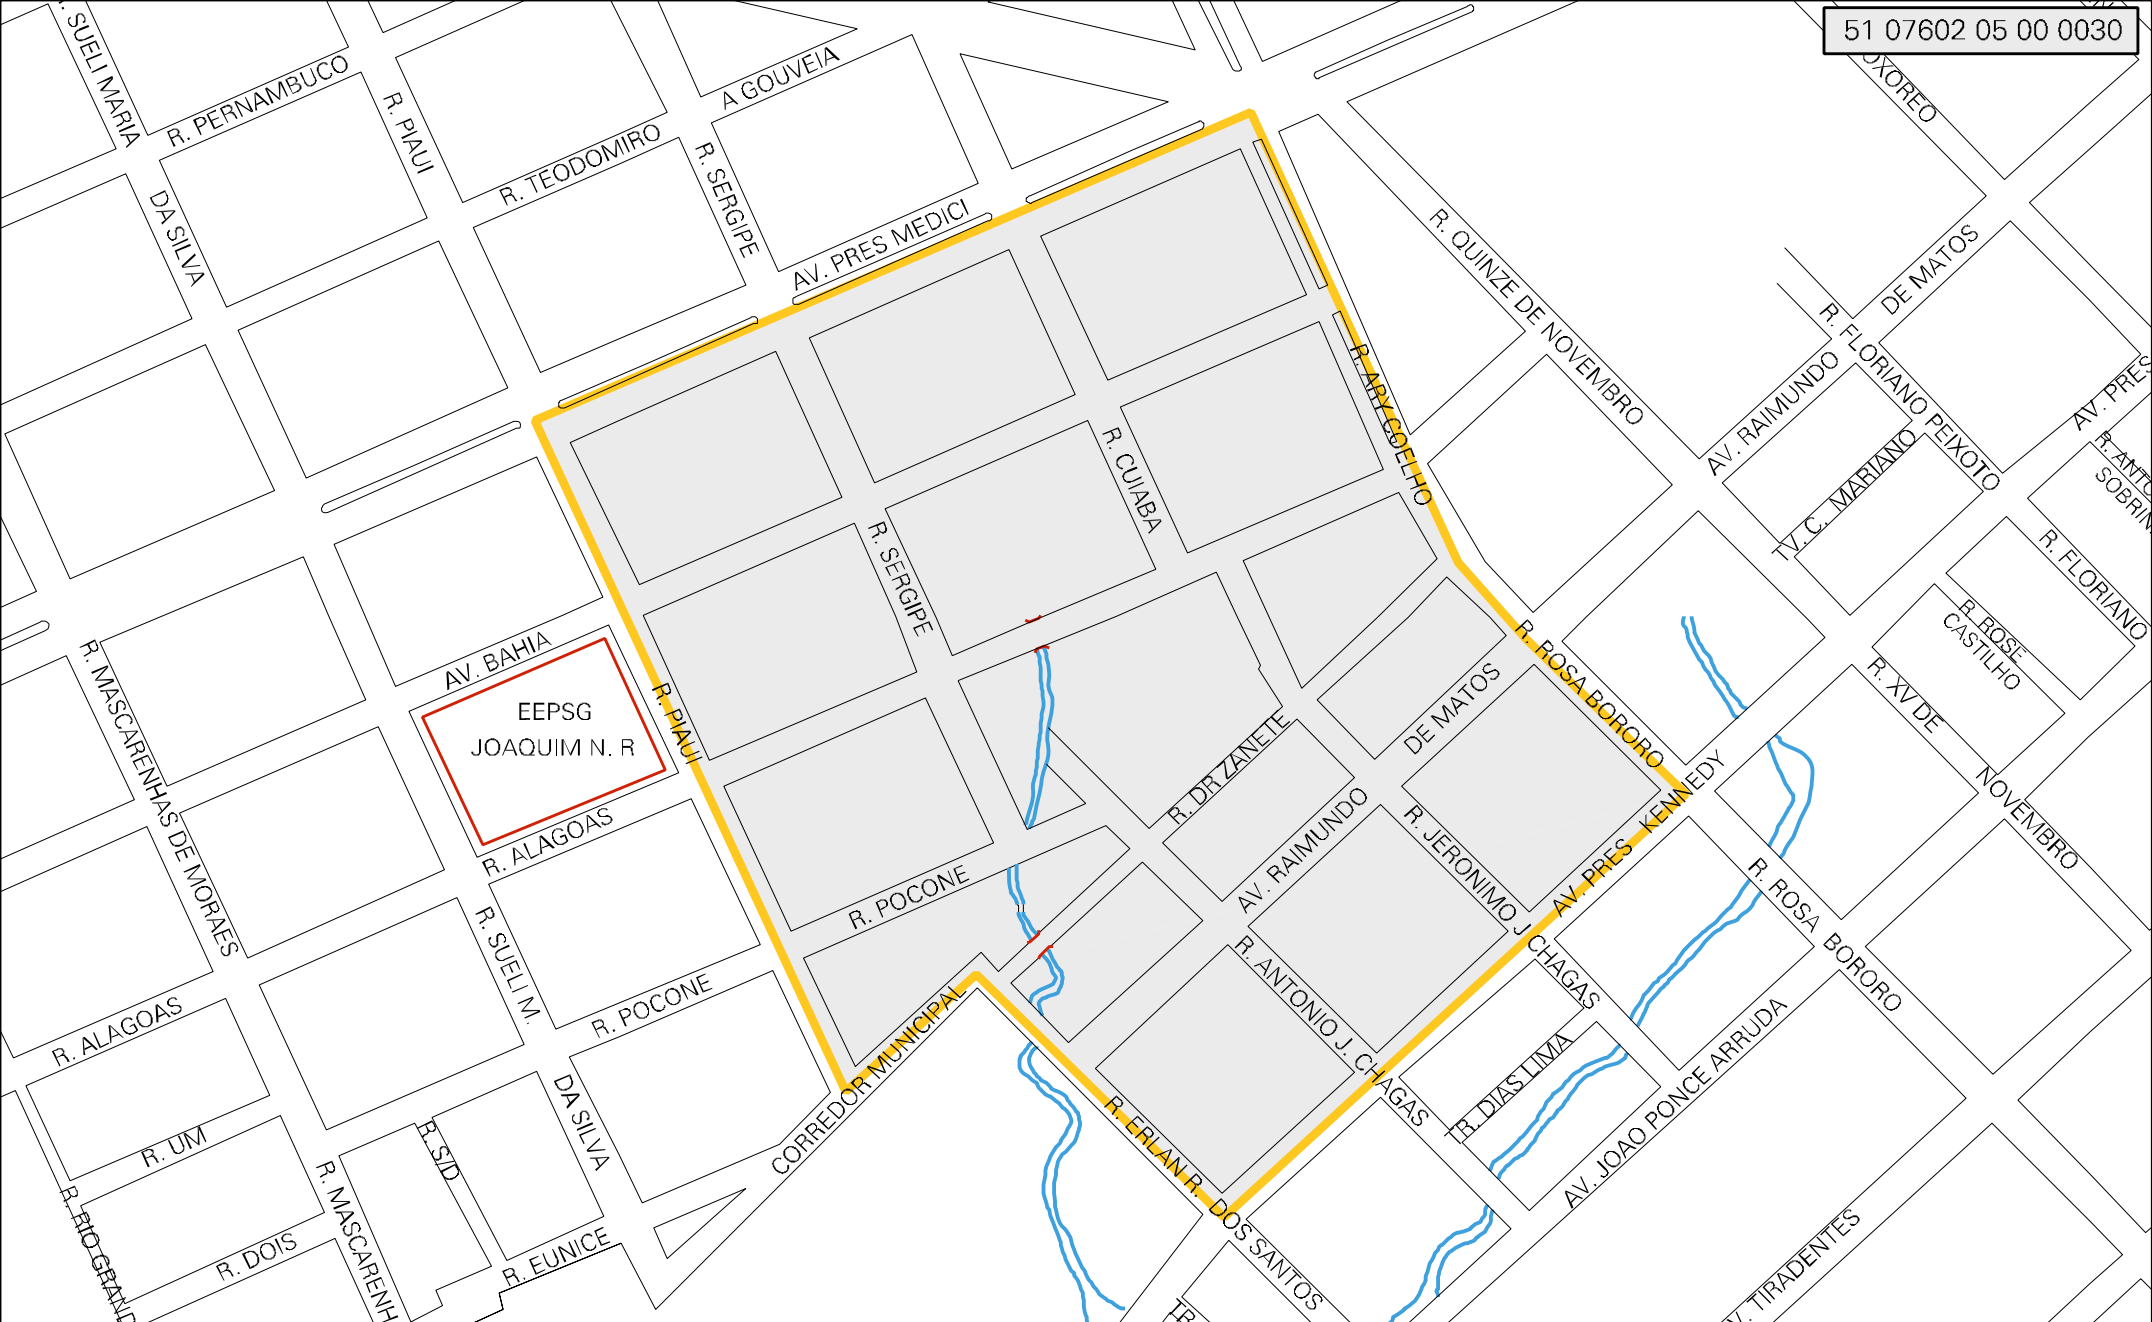 51 07602 05 00 0030
R. SUELI MARIA
DA SILVA
R. PERNAMBUCO
R. PIAUI
R. TEODOMIRO
A GOUVEIA
R. SERGIPE
AV. PRES MEDICI
R. QUINZE DE NOVEMBRO
DE MATOS
AV. RAIMUNDO
R. FLORIANO PEIXOTO
TV. C. MARIANO
AV. PRES
SOBRIN
R. FLORIANO
R. ROSE
CASTILHO
R. XV DE
NOVEMBRO
R. ARY COELHO
R. CUIABA
R. SERGIPE
R. MASCARENHAS DE MORAES
AV. BAHIA
EEPSG
JOAQUIM N. R
R. ALAGOAS
R. PIAUI
R. ROSA BORORO
DE MATOS
R. DR ZANETE
AV. RAIMUNDO
R. JERONIMO J CHAGAS
AV. PRES KENNEDY
R. ROSA BORORO
R. POCONE
R. SUELI M.
DA SILVA
R. POCONE
R. ALAGOAS
CORREDOR MUNICIPAL
R. ANTONIO J. CHAGAS
TR. DIAS LIMA
AV. JOAO PONCE ARRUDA
R. UM
R. S/D
R. ERLAN R. DOS SANTOS
R. RIO GRAND
R. DOIS
R. MASCARENH
R. EUNICE
TIRADENTES